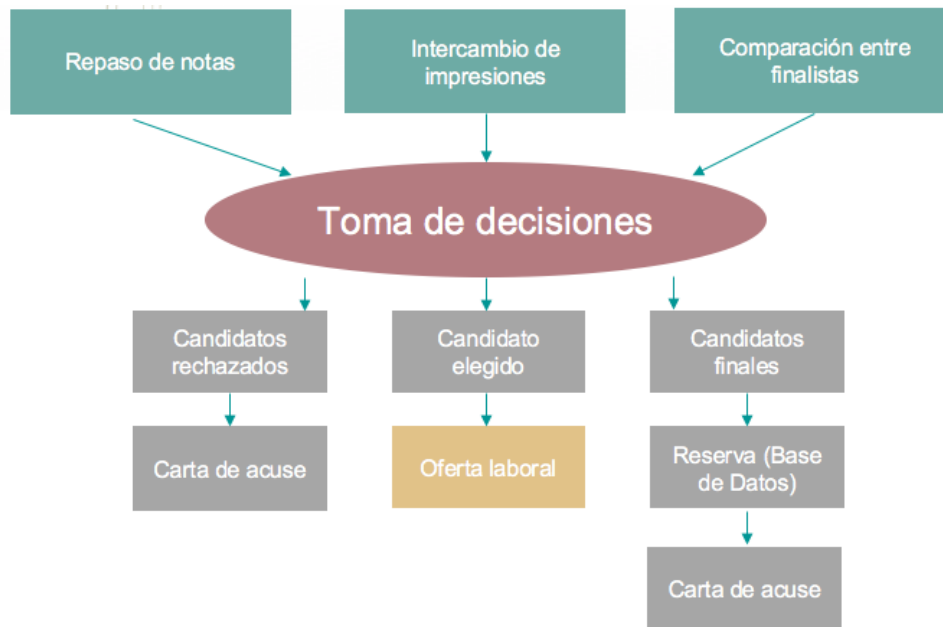 Repaso de notas
Intercambio de
impresiones
Comparación entre
finalistas
Toma de decisiones
Candidatos
rechazados
Candidato
elegido
Candidatos
finales
Carta de acuse
Oferta laboral
Reserva (Base
de Datos)
Carta de acuse